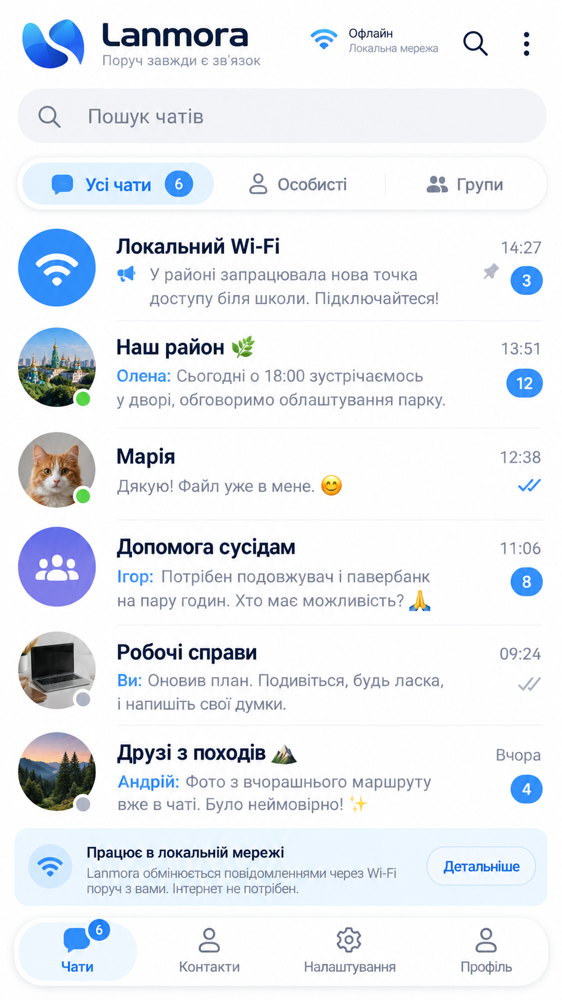 Lanmora
Поруч завжди є зв'язок
Офлайн
Локальна мережа
Пошук чатів
Усі чати 6
Особисті
Групи
Локальний Wi-Fi
14:27
У районі запрацювала нова точка
доступу біля школи. Підключайтеся!
3
Наш район
13:51
Олена: Сьогодні о 18:00 зустрічаємось
у дворі, обговоримо облаштування парку.
12
Марія
12:38
Дякую! Файл уже в мене. 😊
Допомога сусідам
11:06
Ігор: Потрібен подовжувач і павербанк
на пару годин. Хто має можливість? 🙏
8
Робочі справи
09:24
Ви: Оновив план. Подивіться, будь ласка,
і напишіть свої думки.
Друзі з походів
Вчора
Андрій: Фото з вчорашнього маршруту
вже в чаті. Було неймовірно! ✨
4
Працює в локальній мережі
Lanmora обмінюється повідомленнями через Wi-Fi
поруч з вами. Інтернет не потрібен.
Детальніше
6
Чати
Контакти
Налаштування
Профіль